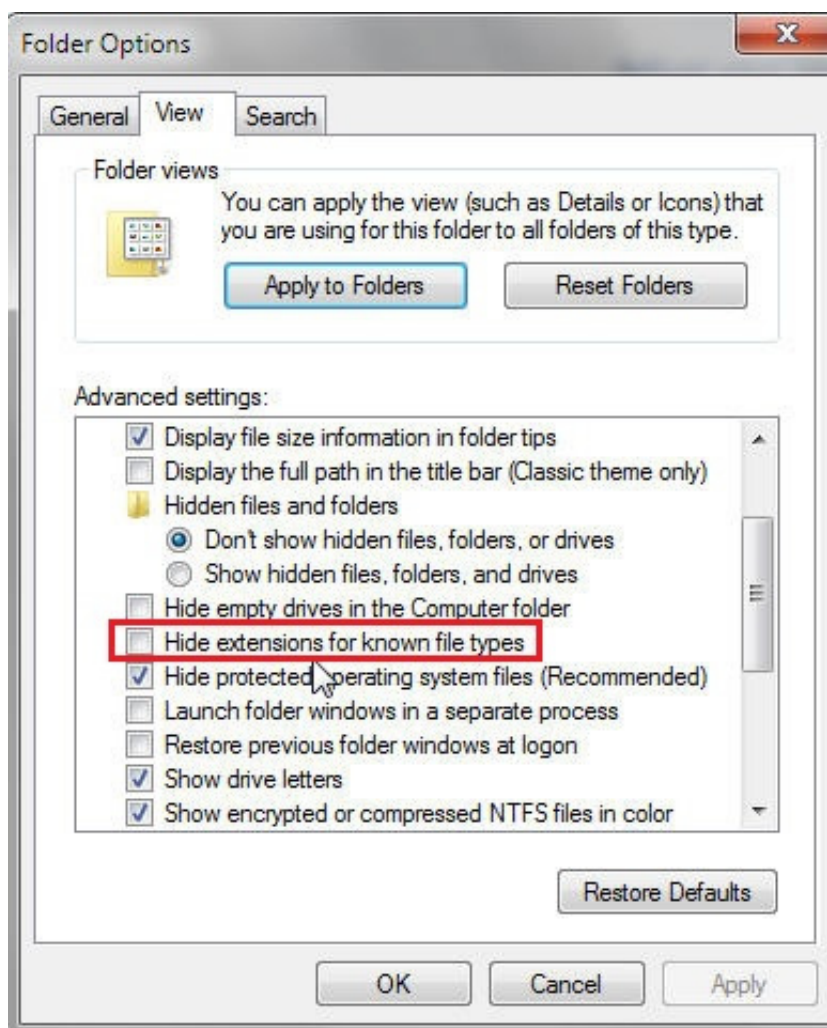 Folder Options
General View Search
Folder views
You can apply the view (such as Details or Icons) that
you are using for this folder to all folders of this type.
Apply to Folders Reset Folders
Advanced settings:
Display file size information in folder tips
Display the full path in the title bar (Classic theme only)
Hidden files and folders
Don't show hidden files, folders, or drives
Show hidden files, folders, and drives
Hide empty drives in the Computer folder
Hide extensions for known file types
Hide protected operating system files (Recommended)
Launch folder windows in a separate process
Restore previous folder windows at logon
Show drive letters
Show encrypted or compressed NTFS files in color
Restore Defaults
OK Cancel Apply